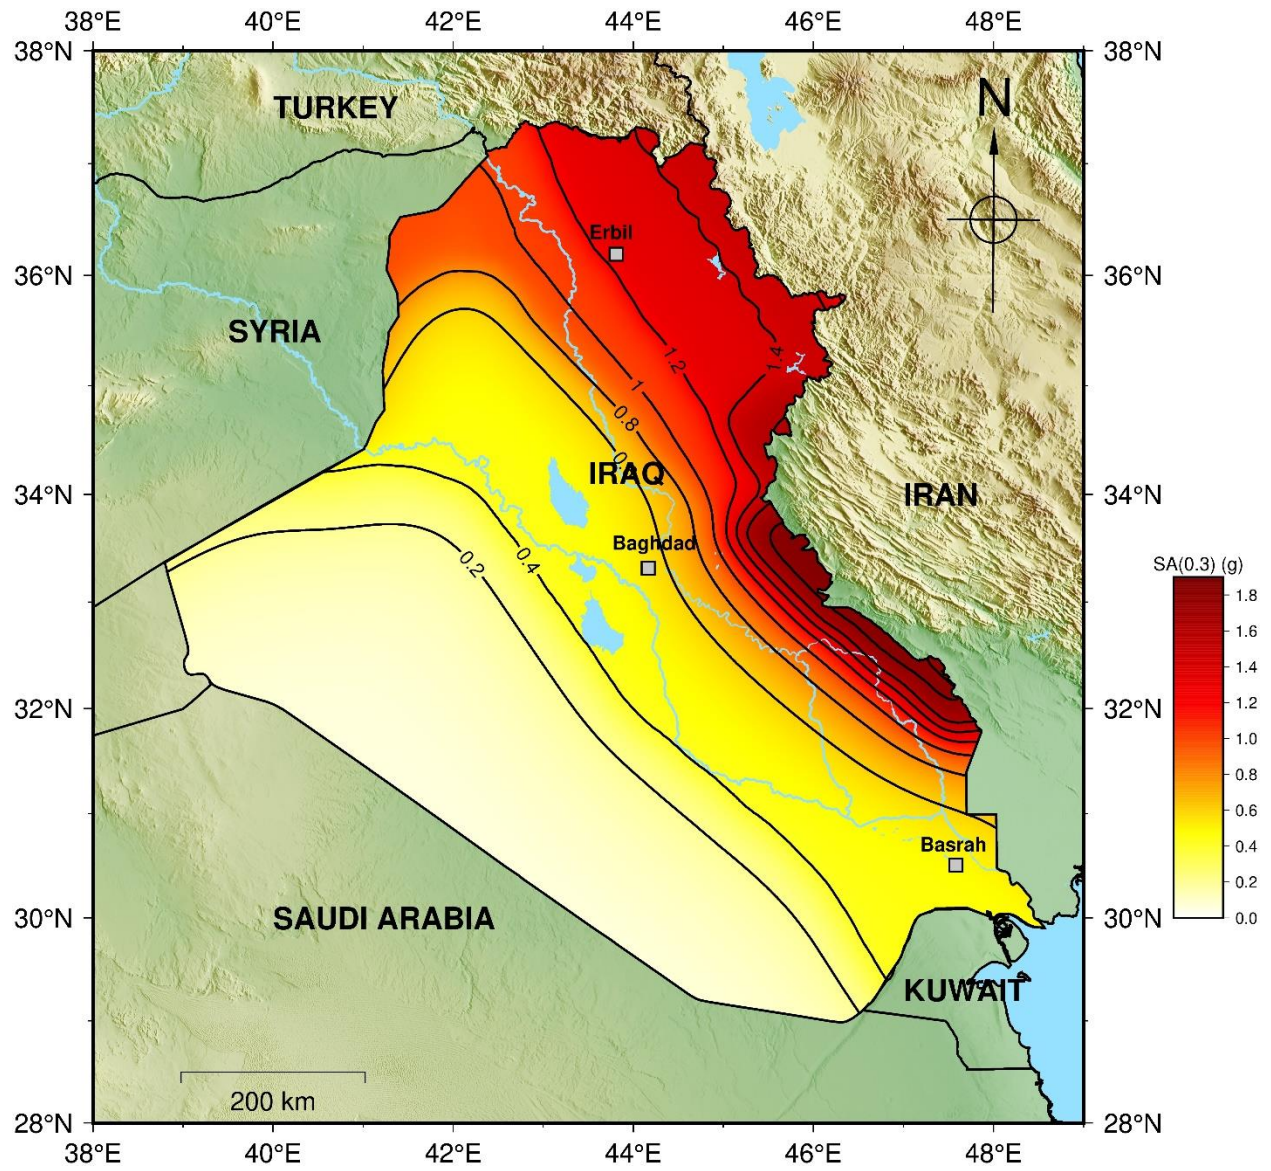 38°E 40°E 42°E 44°E 46°E 48°E
38°N 38°N
TURKEY
N
Erbil
36°N 36°N
SYRIA
1.2
1.4
1
0.8
IRAQ
34°N 34°N
IRAN
Baghdad
0.4
0.2
SA(0.3) (g)
1.8
1.6
1.4
1.2
1.0
0.8
0.6
0.4
0.2
0.0
32°N 32°N
Basrah
30°N 30°N
SAUDI ARABIA
KUWAIT
200 km
28°N 28°N
38°E 40°E 42°E 44°E 46°E 48°E